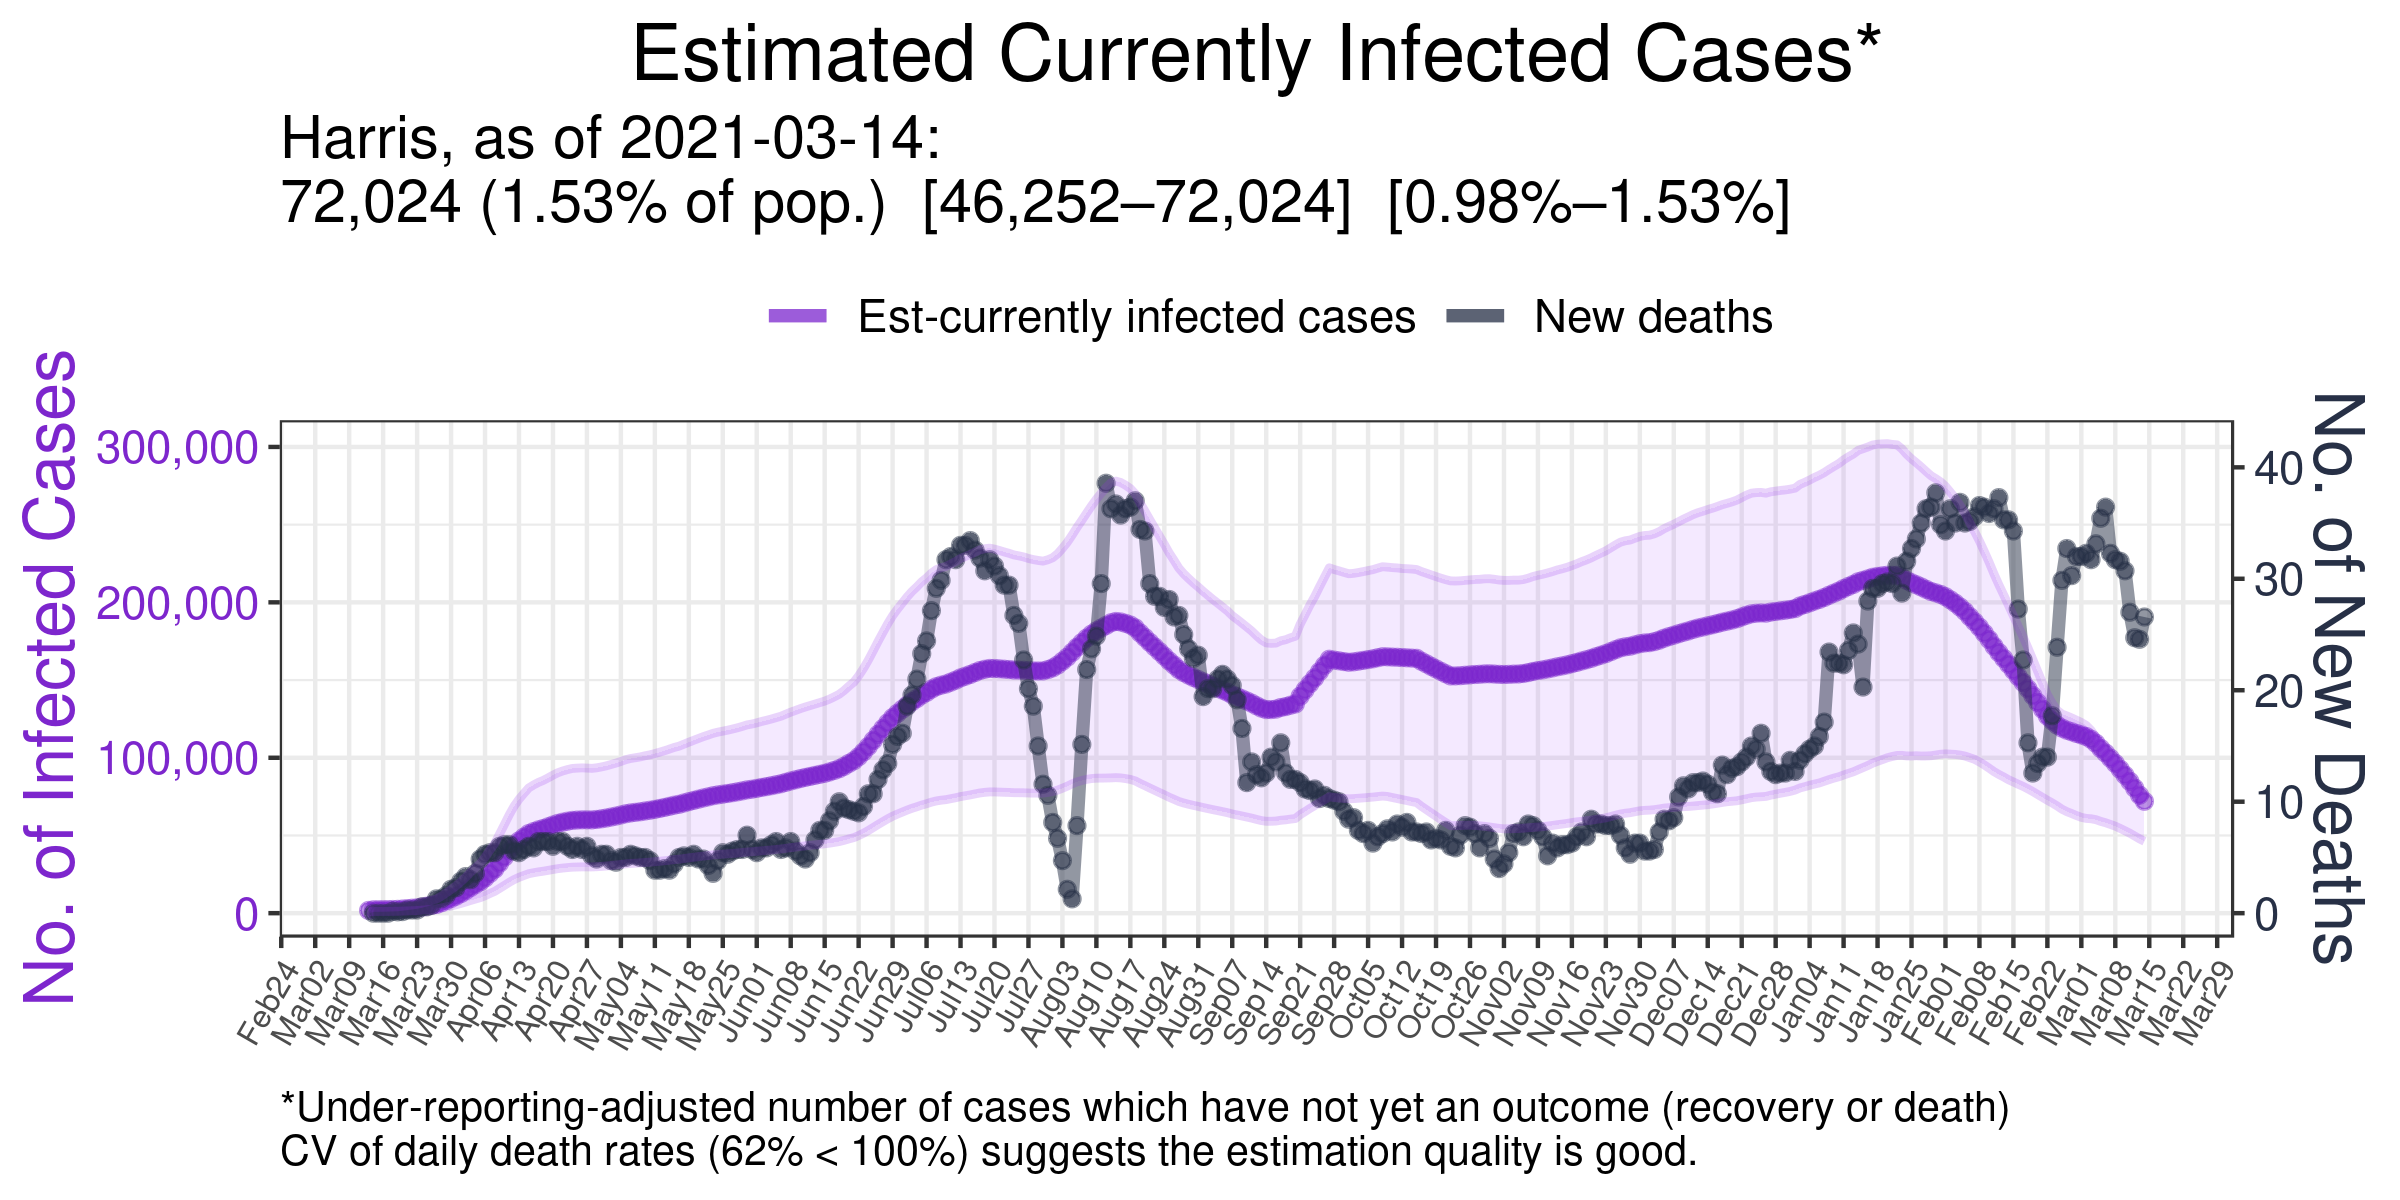 Estimated Currently Infected Cases*
Harris, as of 2021-03-14:
72,024 (1.53% of pop.)  [46,252–72,024]  [0.98%–1.53%]
Est-currently infected cases
New deaths
No. of Infected Cases
300,000
200,000
100,000
0
No. of New Deaths
40
30
20
10
0
Feb24
Mar02
Mar09
Mar16
Mar23
Mar30
Apr06
Apr13
Apr20
Apr27
May04
May11
May18
May25
Jun01
Jun08
Jun15
Jun22
Jun29
Jul06
Jul13
Jul20
Jul27
Aug03
Aug10
Aug17
Aug24
Aug31
Sep07
Sep14
Sep21
Sep28
Oct05
Oct12
Oct19
Oct26
Nov02
Nov09
Nov16
Nov23
Nov30
Dec07
Dec14
Dec21
Dec28
Jan04
Jan11
Jan18
Jan25
Feb01
Feb08
Feb15
Feb22
Mar01
Mar08
Mar15
Mar22
Mar29
*Under-reporting-adjusted number of cases which have not yet an outcome (recovery or death)
CV of daily death rates (62% < 100%) suggests the estimation quality is good.